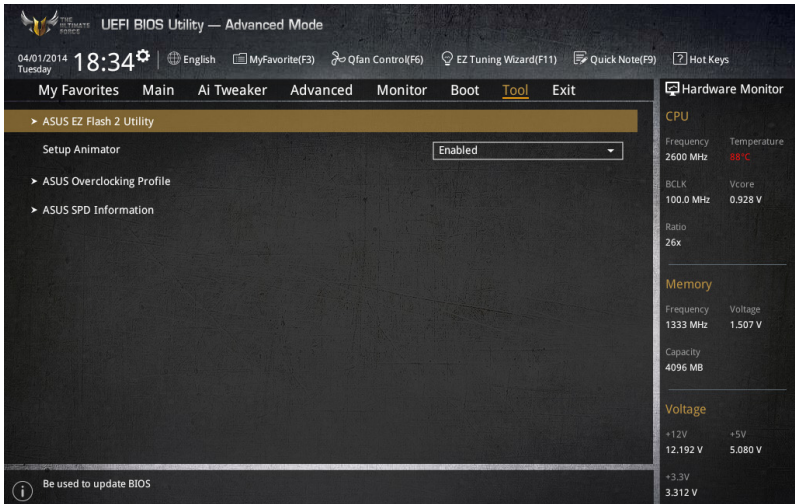 THE ULTIMATE FORCE
UEFI BIOS Utility — Advanced Mode
04/01/2014
Tuesday
18:34
English
MyFavorite(F3)
Qfan Control(F6)
EZ Tuning Wizard(F11)
Quick Note(F9)
? Hot Keys
My Favorites Main Ai Tweaker Advanced Monitor Boot Tool Exit
Hardware Monitor
> ASUS EZ Flash 2 Utility
Setup Animator Enabled
> ASUS Overclocking Profile
> ASUS SPD Information
CPU
Frequency Temperature
2600 MHz 88°C
BCLK Vcore
100.0 MHz 0.928 V
Ratio
26x
Memory
Frequency Voltage
1333 MHz 1.507 V
Capacity
4096 MB
Voltage
+12V +5V
12.192 V 5.080 V
+3.3V
3.312 V
i Be used to update BIOS